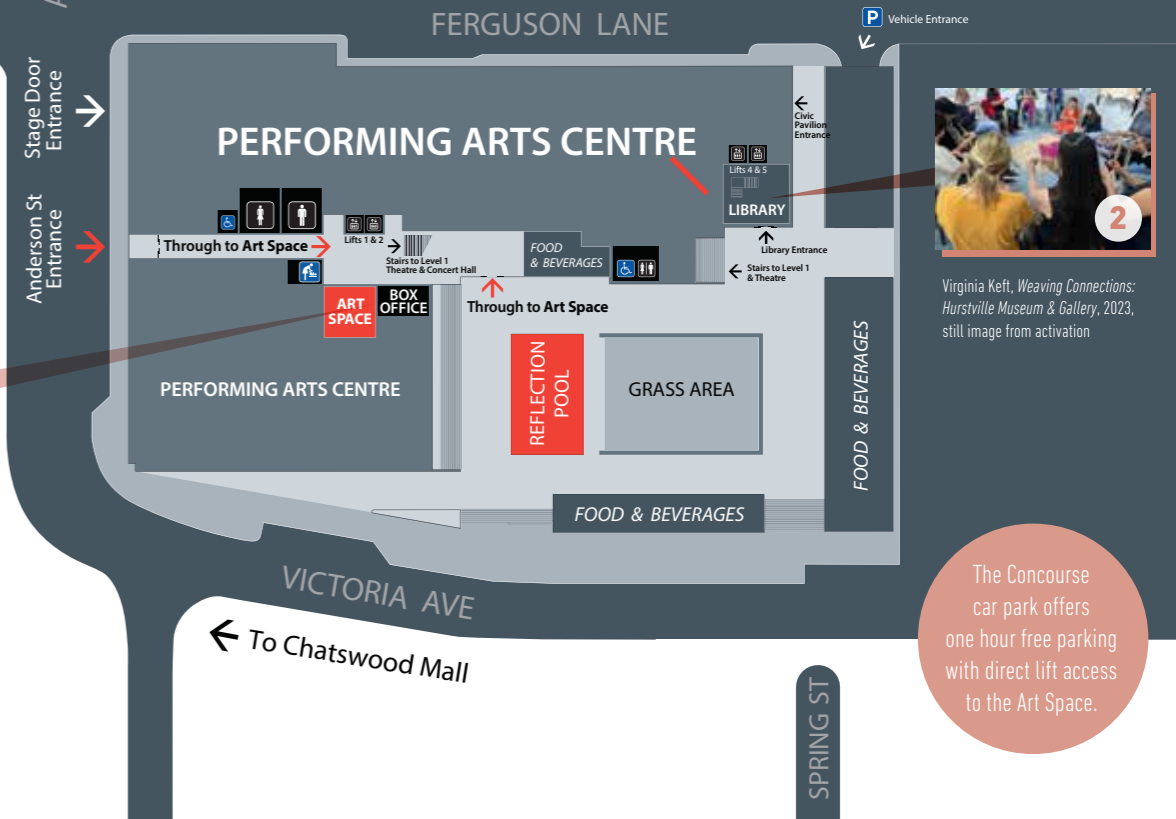 FERGUSON LANE
P Vehicle Entrance
Stage Door
Entrance
Anderson St
Entrance
PERFORMING ARTS CENTRE
Civic
Pavilion
Entrance
Lifts 4 & 5
LIBRARY
Library Entrance
Stairs to Level 1
& Theatre
Through to Art Space
Lifts 1 & 2
Stairs to Level 1
Theatre & Concert Hall
FOOD
& BEVERAGES
ART
SPACE
BOX
OFFICE
Through to Art Space
PERFORMING ARTS CENTRE
REFLECTION
POOL
GRASS AREA
FOOD & BEVERAGES
FOOD & BEVERAGES
2
Virginia Keft, Weaving Connections:
Hurstville Museum & Gallery, 2023,
still image from activation
VICTORIA AVE
To Chatswood Mall
SPRING ST
The Concourse
car park offers
one hour free parking
with direct lift access
to the Art Space.